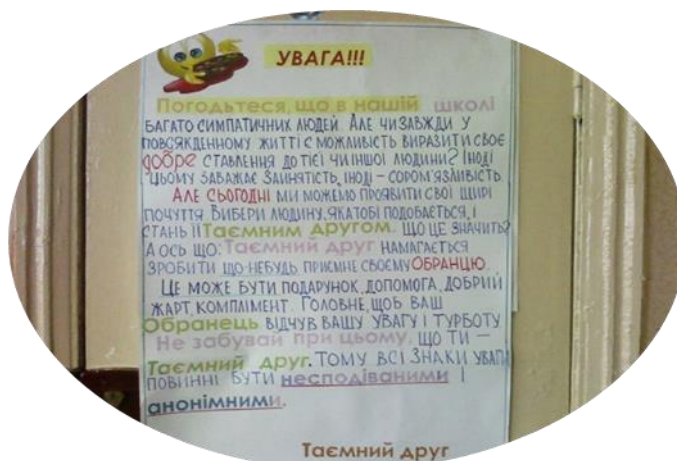 УВАГА!!!
Погодьтеся, що в нашій школі
БАГАТО СИМПАТИЧНИХ ЛЮДЕЙ. АЛЕ ЧИ ЗАВЖДИ У
ПОВСЯКДЕННОМУ ЖИТТІ Є МОЖЛИВІСТЬ ВИРАЗИТИ СВОЄ
добре СТАВЛЕННЯ ДО ТІЄЇ ЧИ ІНШОЇ ЛЮДИНИ? ІНОДІ
ЦЬОМУ ЗАВАЖАЄ ЗАЙНЯТІСТЬ, ІНОДІ – СОРОМ'ЯЗЛИВІСТЬ.
АЛЕ СЬОГОДНІ МИ МОЖЕМО ПРОЯВИТИ СВОЇ ЩИРІ
ПОЧУТТЯ. ВИБЕРИ ЛЮДИНУ, ЯКА ТОБІ ПОДОБАЄТЬСЯ, І
СТАНЬ ЇЇ Таємним другом. ЩО ЦЕ ЗНАЧИТЬ?
А ОСЬ ЩО: Таємний друг НАМАГАЄТЬСЯ
ЗРОБИТИ ЩО-НЕБУДЬ ПРИЄМНЕ СВОЄМУ ОБРАНЦЮ.
ЦЕ МОЖЕ БУТИ ПОДАРУНОК, ДОПОМОГА, ДОБРИЙ
ЖАРТ, КОМПЛІМЕНТ. ГОЛОВНЕ, ЩОБ ВАШ
Обранець ВІДЧУВ ВАШУ УВАГУ І ТУРБОТУ.
Не забувай при цьому, ЩО ТИ –
Таємний друг. ТОМУ ВСІ ЗНАКИ УВАГИ
ПОВИННІ БУТИ несподіваними І
анонімними.
Таємний друг